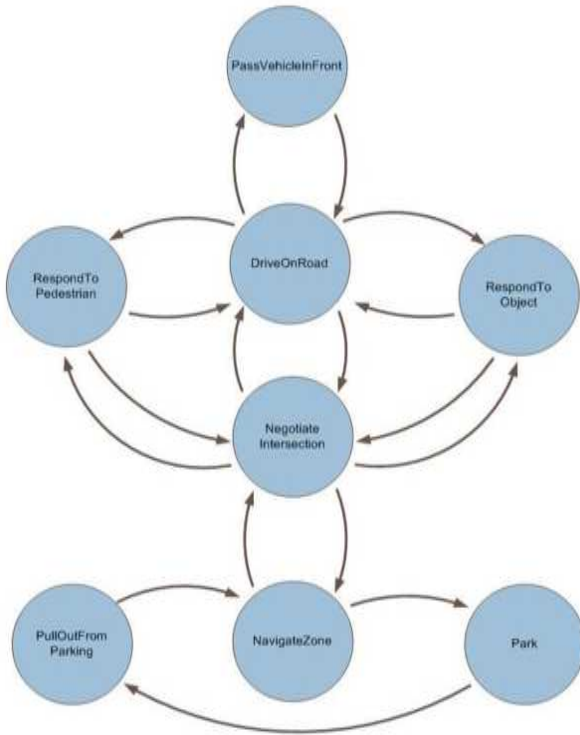 PassVehicleInFront
DriveOnRoad
RespondTo
Pedestrian
RespondTo
Object
Negotiate
Intersection
PullOutFrom
Parking
NavigateZone
Park